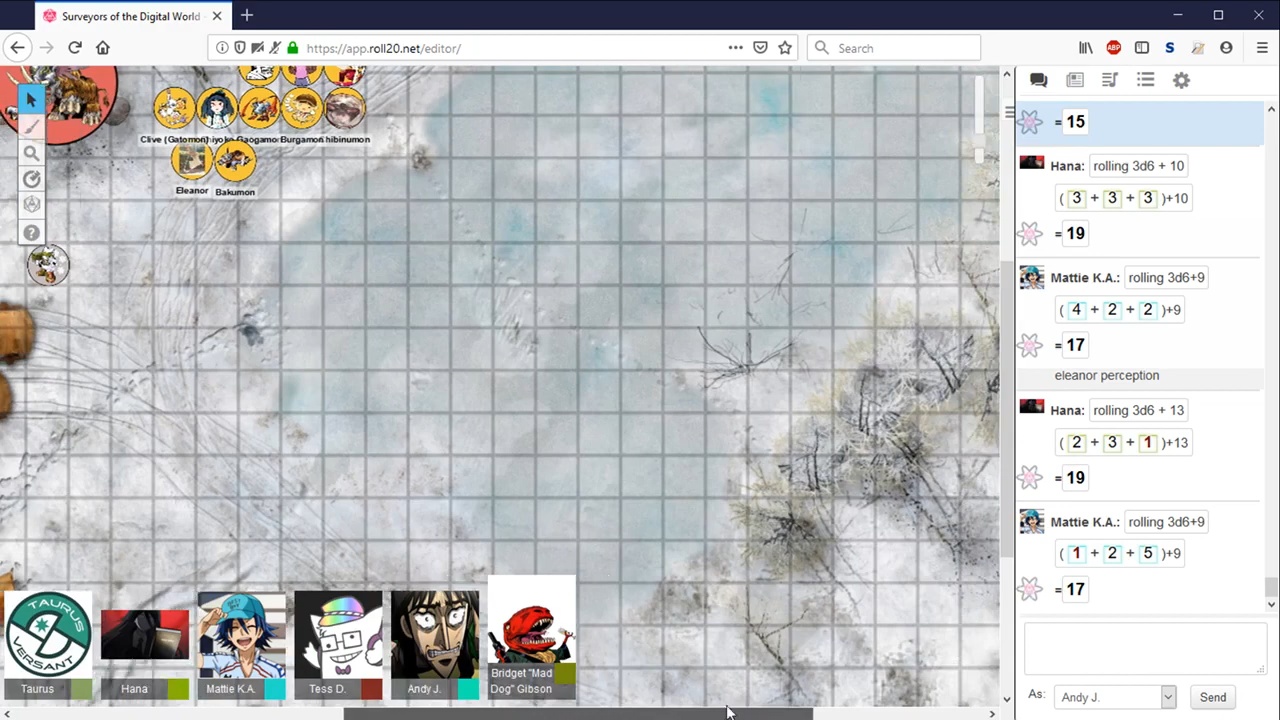 Surveyors of the Digital World
https://app.roll20.net/editor/
Search
ABP
S
Clive (Gatomon)
Gaogamo
Burgamon
hibinumon
Eleanor
Bakumon
= 15
Hana: rolling 3d6 + 10
( 3 + 3 + 3 )+10
= 19
Mattie K.A.: rolling 3d6+9
( 4 + 2 + 2 )+9
= 17
eleanor perception
Hana: rolling 3d6 + 13
( 2 + 3 + 1 )+13
= 19
Mattie K.A.: rolling 3d6+9
( 1 + 2 + 5 )+9
= 17
TAURUS
VERSANT
Taurus
Hana
Mattie K.A.
Tess D.
Andy J.
Bridget "Mad
Dog" Gibson
As: Andy J. Send